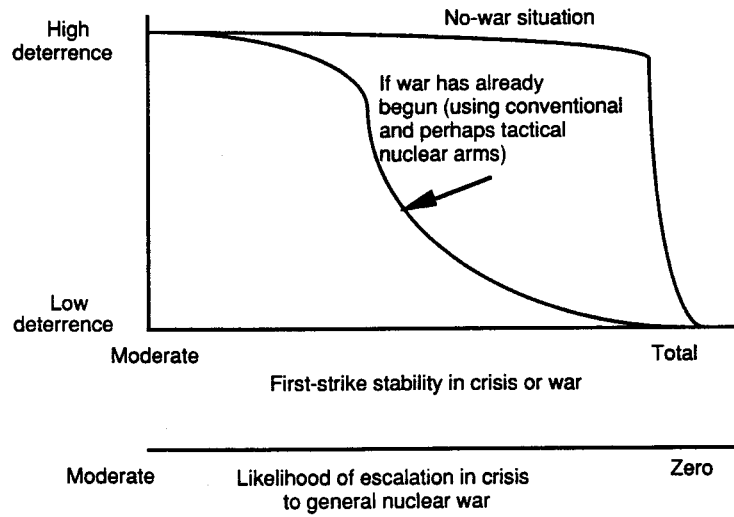 No-war situation
High
deterrence
If war has already
begun (using conventional
and perhaps tactical
nuclear arms)
Low
deterrence
Moderate
Total
First-strike stability in crisis or war
Moderate
Likelihood of escalation in crisis
to general nuclear war
Zero